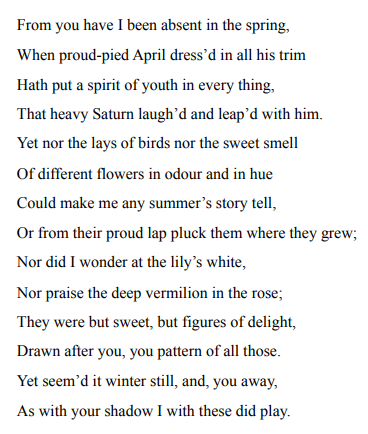 From you have I been absent in the spring,
When proud-pied April dress’d in all his trim
Hath put a spirit of youth in every thing,
That heavy Saturn laugh’d and leap’d with him.
Yet nor the lays of birds nor the sweet smell
Of different flowers in odour and in hue
Could make me any summer’s story tell,
Or from their proud lap pluck them where they grew;
Nor did I wonder at the lily’s white,
Nor praise the deep vermilion in the rose;
They were but sweet, but figures of delight,
Drawn after you, you pattern of all those.
Yet seem’d it winter still, and, you away,
As with your shadow I with these did play.